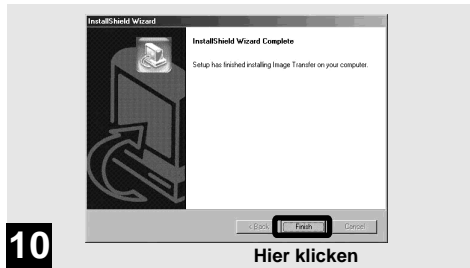 InstallShield Wizard
InstallShield Wizard Complete
Setup has finished installing Image Transfer on your computer.
< Back
Finish
Cancel
10
Hier klicken